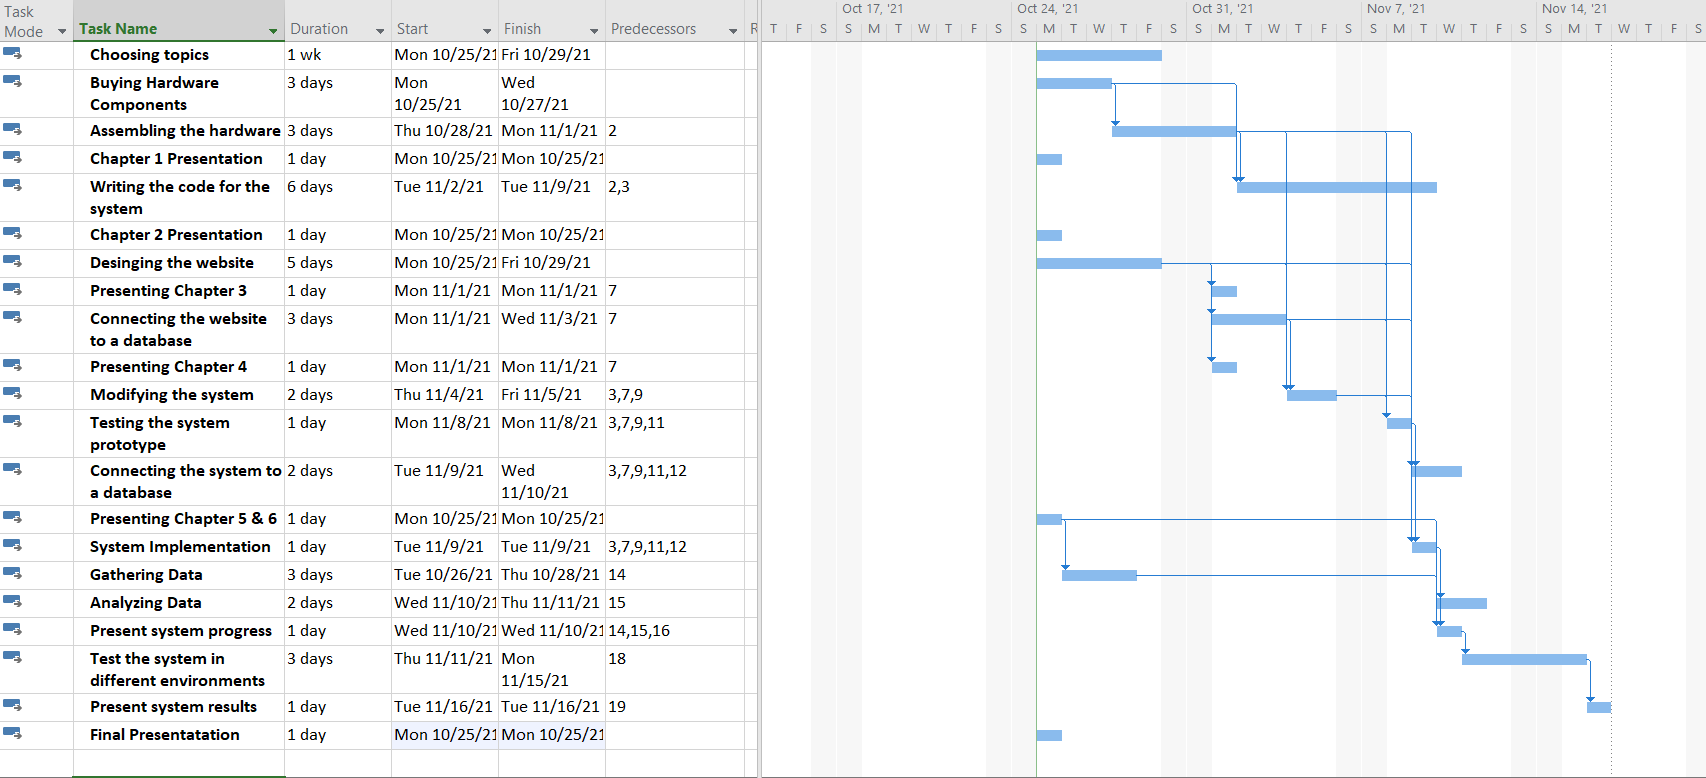 Task Mode Task Name Duration Start Finish Predecessors R
Oct 17, '21 Oct 24, '21 Oct 31, '21 Nov 7, '21 Nov 14, '21
T F S S M T W T F S S M T W T F S S M T W T F S S M T W T F S S M T W T F S
Choosing topics 1 wk Mon 10/25/21 Fri 10/29/21
Buying Hardware Components 3 days Mon 10/25/21 Wed 10/27/21
Assembling the hardware 3 days Thu 10/28/21 Mon 11/1/21 2
Chapter 1 Presentation 1 day Mon 10/25/21 Mon 10/25/21
Writing the code for the system 6 days Tue 11/2/21 Tue 11/9/21 2,3
Chapter 2 Presentation 1 day Mon 10/25/21 Mon 10/25/21
Desinging the website 5 days Mon 10/25/21 Fri 10/29/21
Presenting Chapter 3 1 day Mon 11/1/21 Mon 11/1/21 7
Connecting the website to a database 3 days Mon 11/1/21 Wed 11/3/21 7
Presenting Chapter 4 1 day Mon 11/1/21 Mon 11/1/21 7
Modifying the system 2 days Thu 11/4/21 Fri 11/5/21 3,7,9
Testing the system prototype 1 day Mon 11/8/21 Mon 11/8/21 3,7,9,11
Connecting the system to a database 2 days Tue 11/9/21 Wed 11/10/21 3,7,9,11,12
Presenting Chapter 5 & 6 1 day Mon 10/25/21 Mon 10/25/21
System Implementation 1 day Tue 11/9/21 Tue 11/9/21 3,7,9,11,12
Gathering Data 3 days Tue 10/26/21 Thu 10/28/21 14
Analyzing Data 2 days Wed 11/10/21 Thu 11/11/21 15
Present system progress 1 day Wed 11/10/21 Wed 11/10/21 14,15,16
Test the system in different environments 3 days Thu 11/11/21 Mon 11/15/21 18
Present system results 1 day Tue 11/16/21 Tue 11/16/21 19
Final Presentatation 1 day Mon 10/25/21 Mon 10/25/21